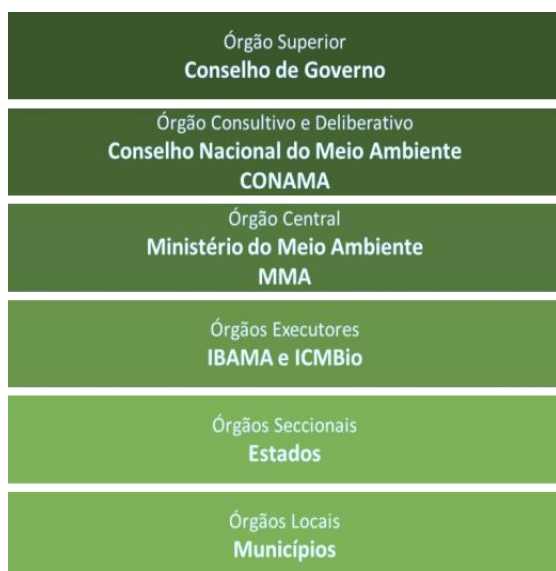 Órgão Superior
Conselho de Governo
Órgão Consultivo e Deliberativo
Conselho Nacional do Meio Ambiente
CONAMA
Órgão Central
Ministério do Meio Ambiente
MMA
Órgãos Executores
IBAMA e ICMBio
Órgãos Seccionais
Estados
Órgãos Locais
Municípios